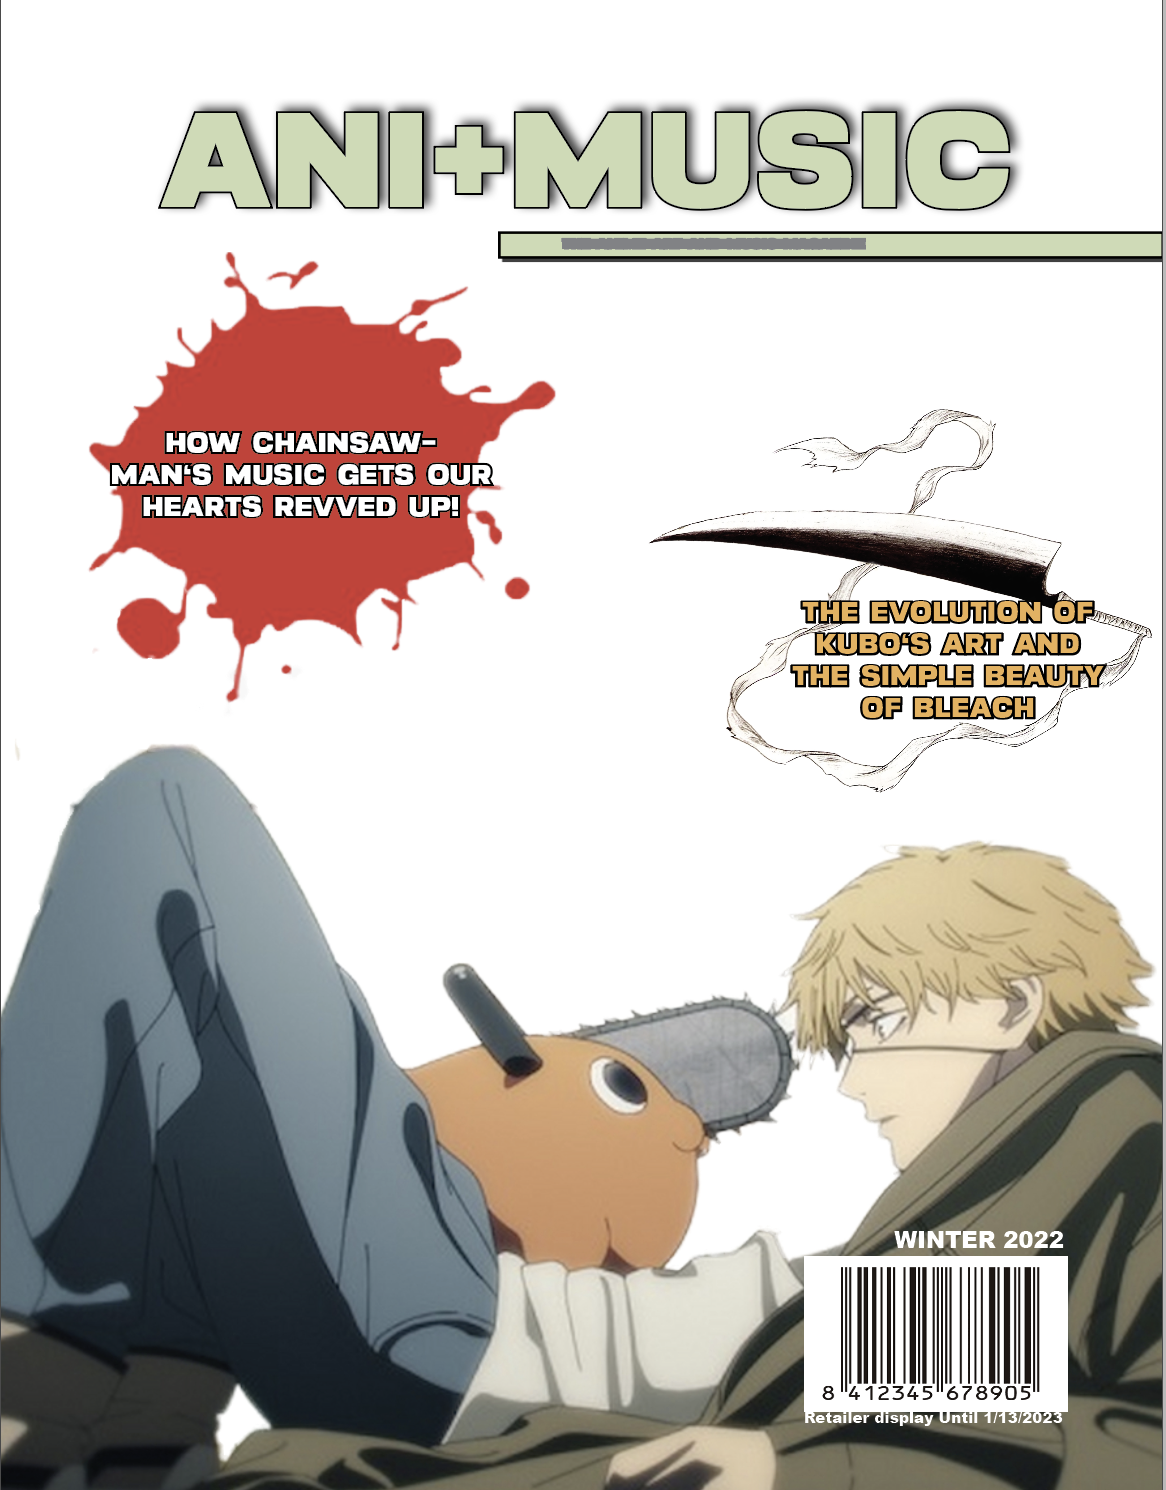 ANI+MUSIC
HOW CHAINSAW-
MAN'S MUSIC GETS OUR
HEARTS REVVED UP!
THE EVOLUTION OF
KUBO'S ART AND
THE SIMPLE BEAUTY
OF BLEACH
WINTER 2022
8 412345 678905
Retailer display Until 1/13/2023